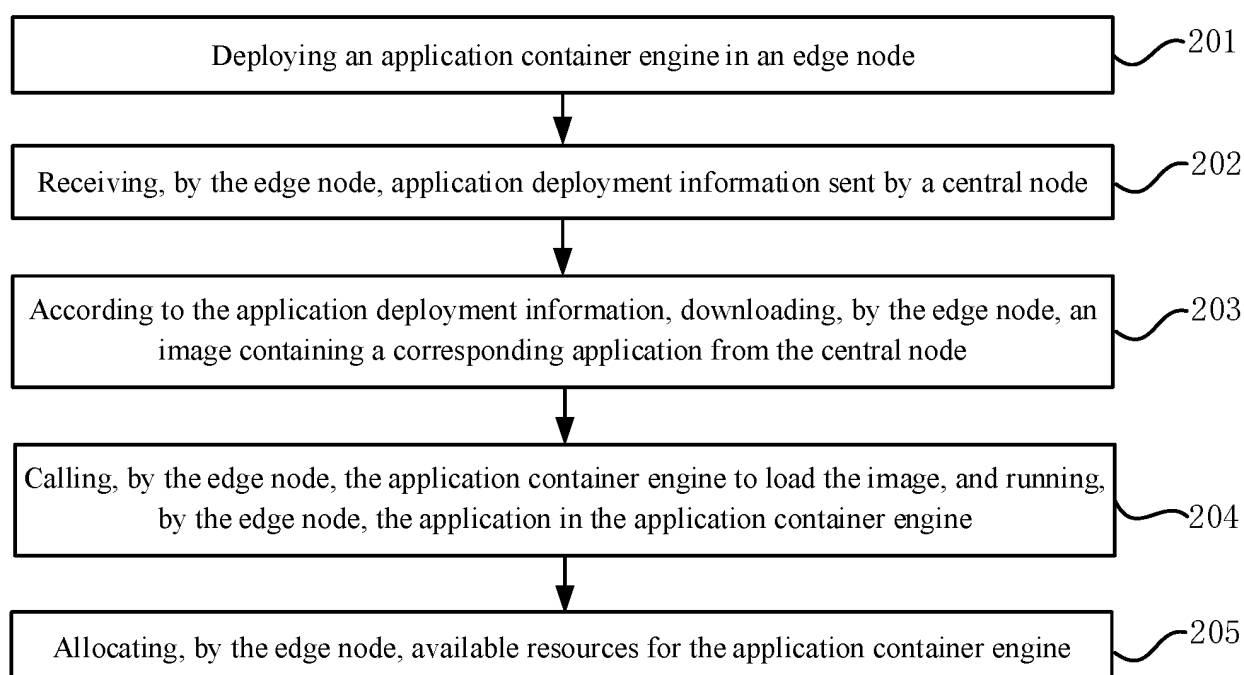 Deploying an application container engine in an edge node
201
Receiving, by the edge node, application deployment information sent by a central node
202
According to the application deployment information, downloading, by the edge node, an
image containing a corresponding application from the central node
203
Calling, by the edge node, the application container engine to load the image, and running,
by the edge node, the application in the application container engine
204
Allocating, by the edge node, available resources for the application container engine
205